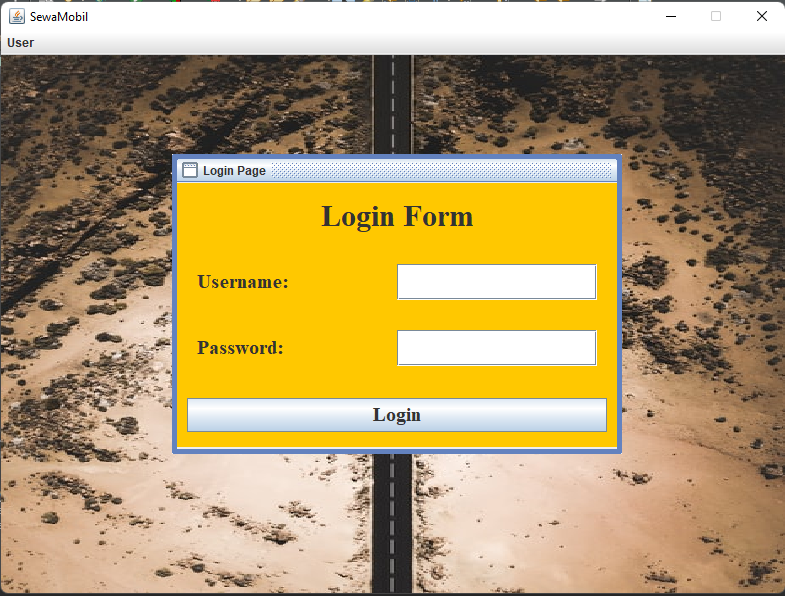 SewaMobil
User
Login Page
Login Form
Username:
Password:
Login